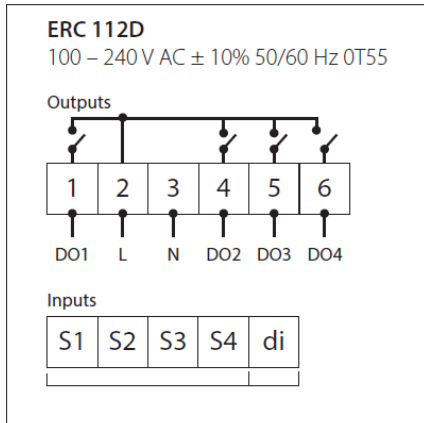 ERC 112D
100 – 240 V AC ± 10% 50/60 Hz 0T55
Outputs
1 2 3 4 5 6
DO1 L N DO2 DO3 DO4
Inputs
S1 S2 S3 S4 di